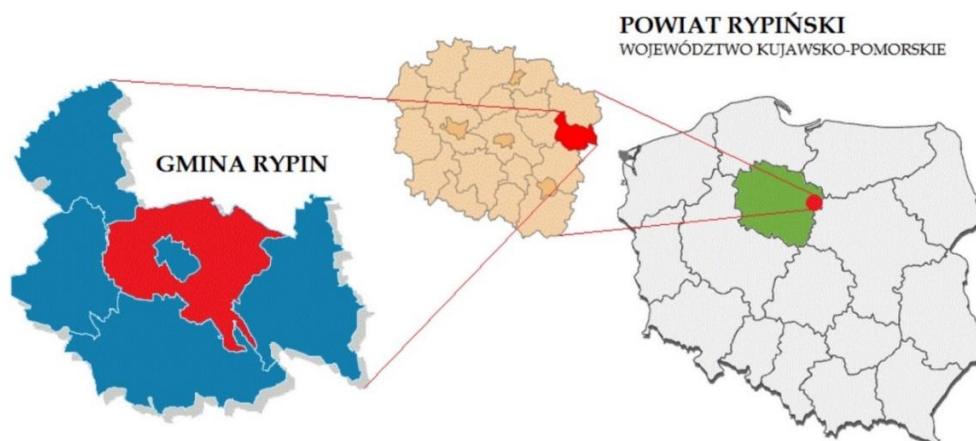 POWIAT RYPIŃSKI
WOJEWÓDZTWO KUJAWSKO-POMORSKIE
GMINA RYPIN